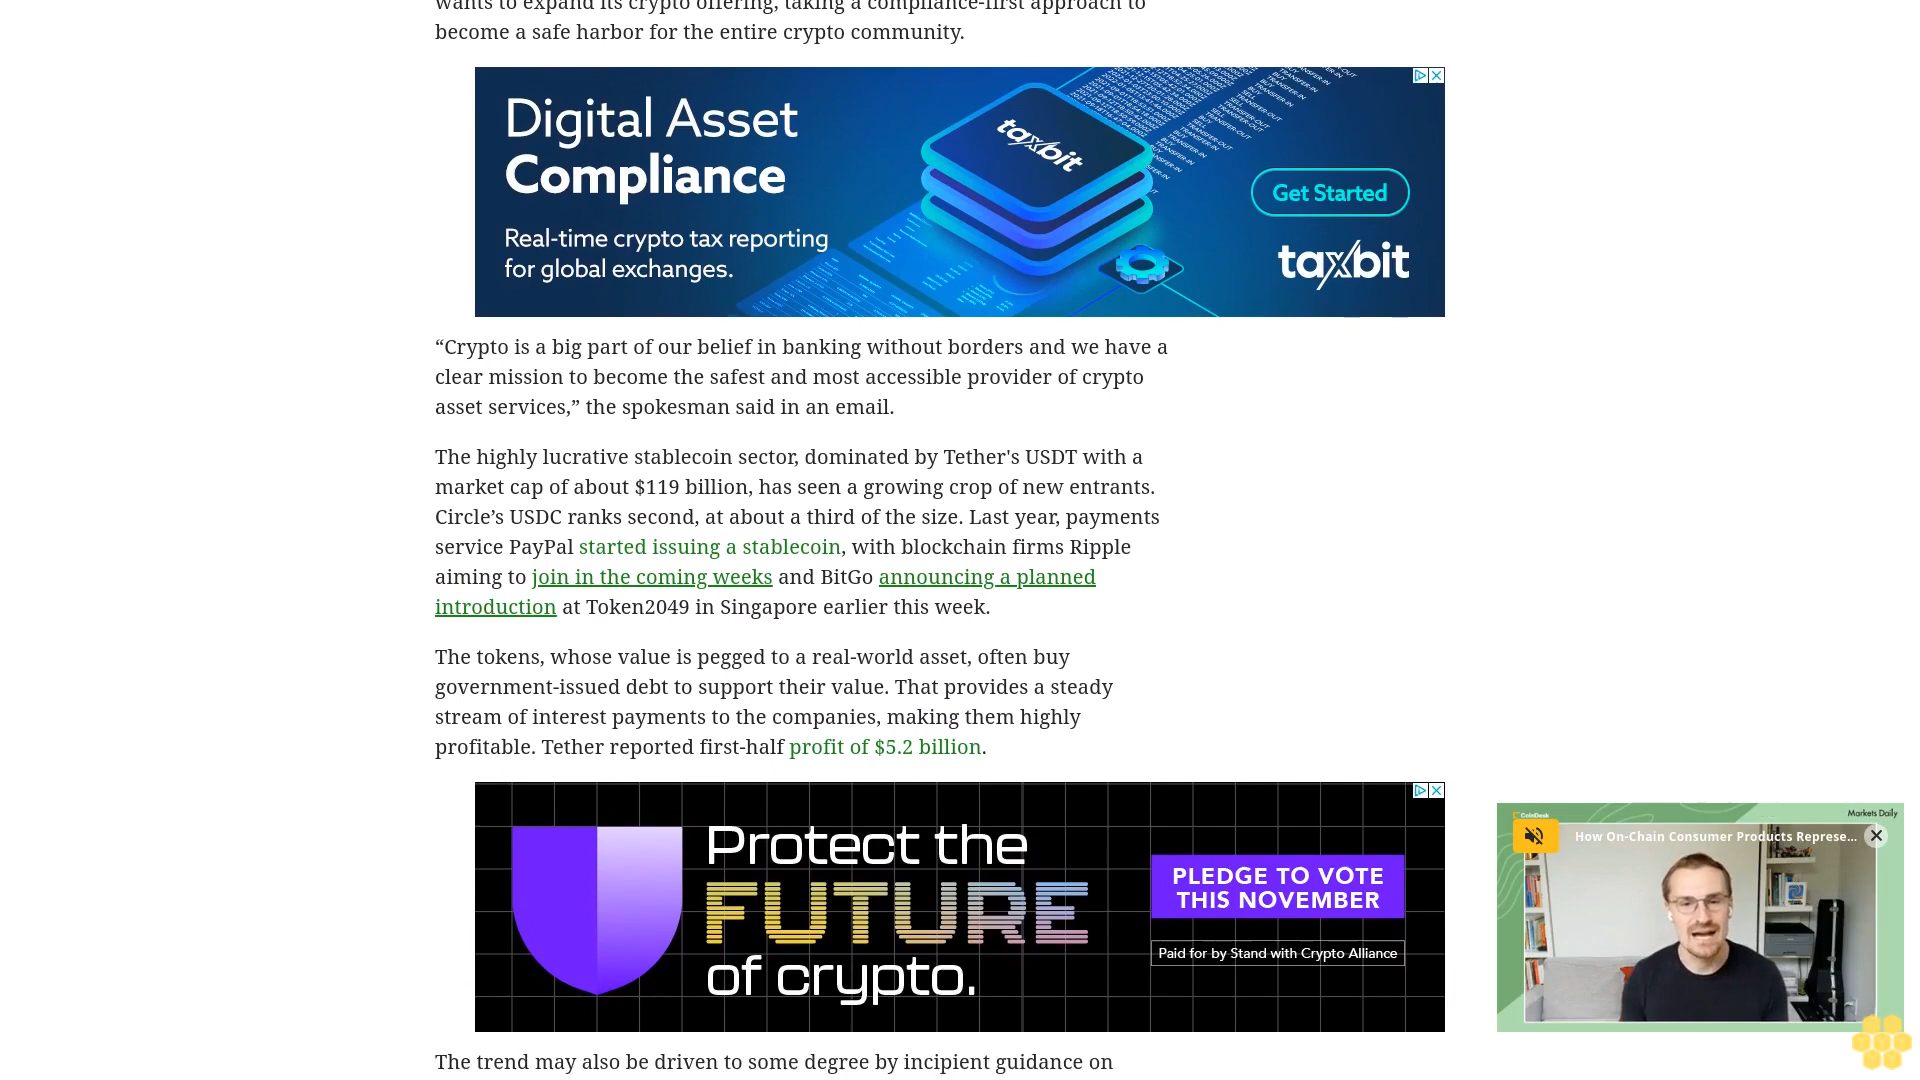 wants to expand its crypto offering, taking a compliance-first approach to
become a safe harbor for the entire crypto community.
Digital Asset
Compliance
Real-time crypto tax reporting
for global exchanges.
taxbit
Get Started
taxbit
“Crypto is a big part of our belief in banking without borders and we have a
clear mission to become the safest and most accessible provider of crypto
asset services,” the spokesman said in an email.
The highly lucrative stablecoin sector, dominated by Tether's USDT with a
market cap of about $119 billion, has seen a growing crop of new entrants.
Circle’s USDC ranks second, at about a third of the size. Last year, payments
service PayPal started issuing a stablecoin, with blockchain firms Ripple
aiming to join in the coming weeks and BitGo announcing a planned
introduction at Token2049 in Singapore earlier this week.
The tokens, whose value is pegged to a real-world asset, often buy
government-issued debt to support their value. That provides a steady
stream of interest payments to the companies, making them highly
profitable. Tether reported first-half profit of $5.2 billion.
Protect the
FUTURE
of crypto.
PLEDGE TO VOTE
THIS NOVEMBER
Paid for by Stand with Crypto Alliance
CoinDesk
Markets Daily
How On-Chain Consumer Products Represe...
The trend may also be driven to some degree by incipient guidance on